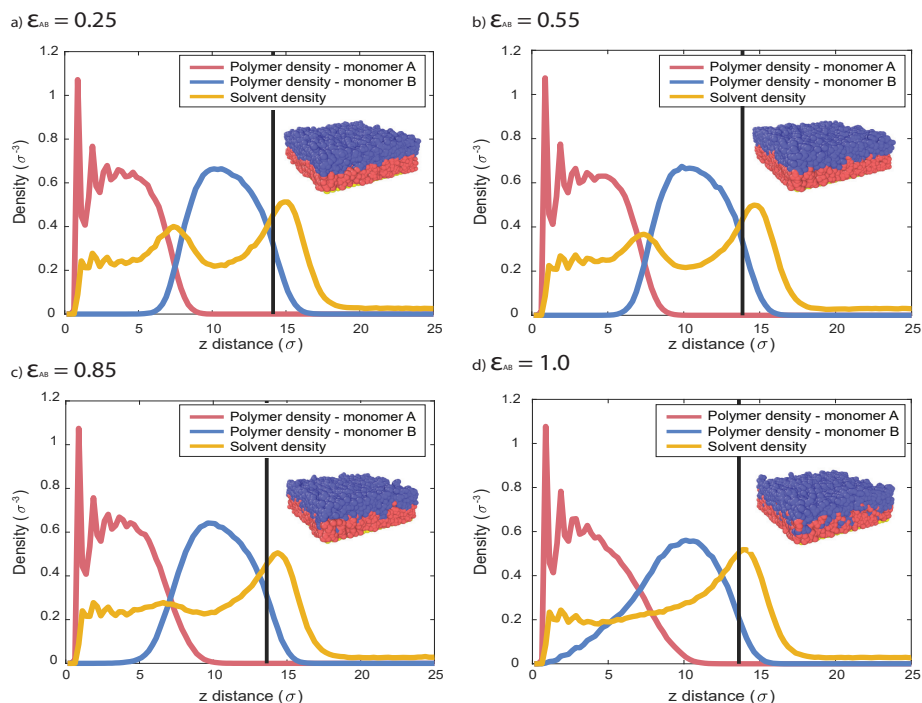 a) ε_AB = 0.25
Density (σ⁻³)
1.2
1
0.8
0.6
0.4
0.2
0
Polymer density - monomer A
Polymer density - monomer B
Solvent density
0 5 10 15 20 25
z distance (σ)
b) ε_AB = 0.55
Density (σ⁻³)
1.2
1
0.8
0.6
0.4
0.2
0
Polymer density - monomer A
Polymer density - monomer B
Solvent density
0 5 10 15 20 25
z distance (σ)
c) ε_AB = 0.85
Density (σ⁻³)
1.2
1
0.8
0.6
0.4
0.2
0
Polymer density - monomer A
Polymer density - monomer B
Solvent density
0 5 10 15 20 25
z distance (σ)
d) ε_AB = 1.0
Density (σ⁻³)
1.2
1
0.8
0.6
0.4
0.2
0
Polymer density - monomer A
Polymer density - monomer B
Solvent density
0 5 10 15 20 25
z distance (σ)